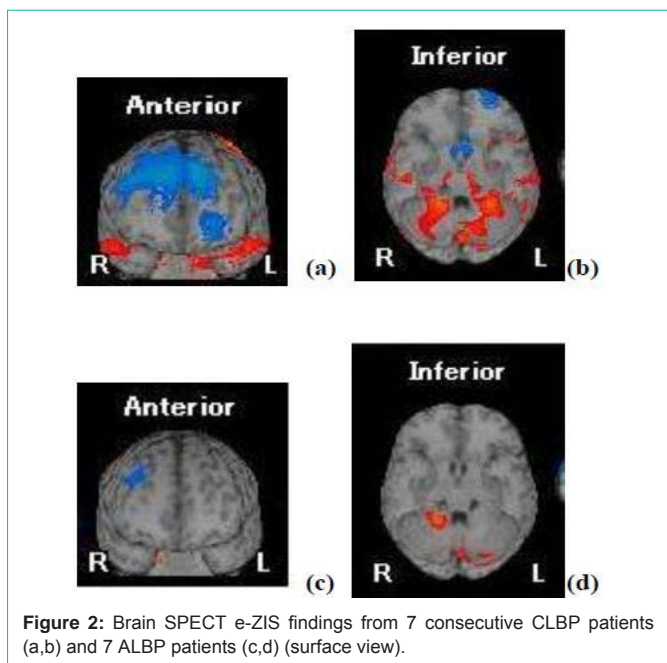 Anterior
R
L
(a)
Inferior
R
L
(b)
Anterior
R
L
(c)
Inferior
R
L
(d)
Figure 2: Brain SPECT e-ZIS findings from 7 consecutive CLBP patients
(a,b) and 7 ALBP patients (c,d) (surface view).